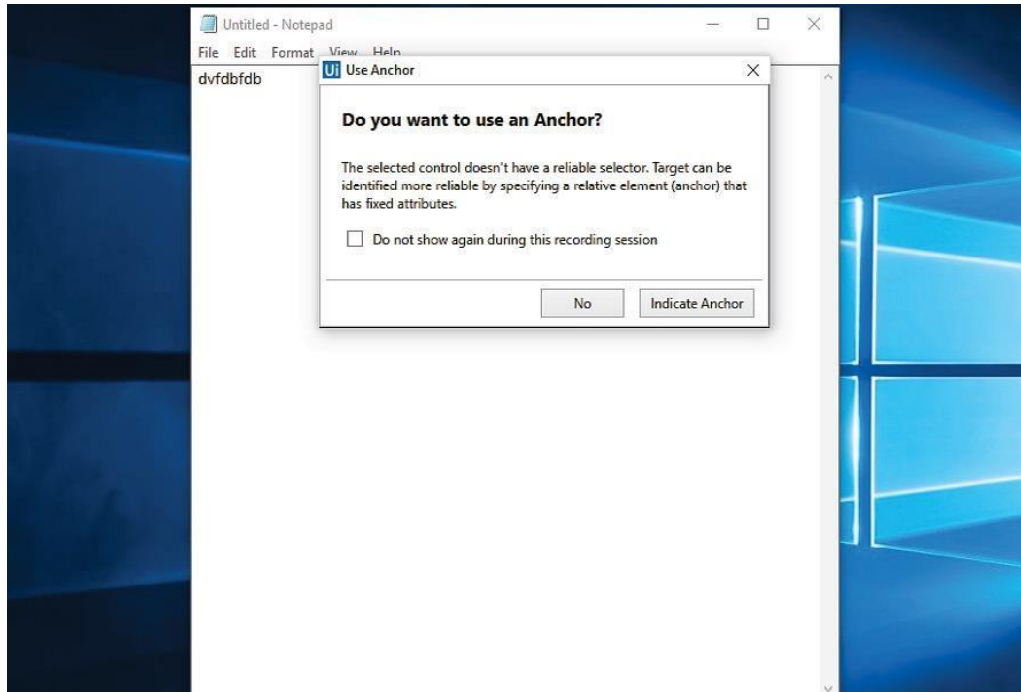 Untitled - Notepad
File Edit Format View Help
dvfdbfdb
Ui Use Anchor
Do you want to use an Anchor?
The selected control doesn't have a reliable selector. Target can be
identified more reliable by specifying a relative element (anchor) that
has fixed attributes.
Do not show again during this recording session
No Indicate Anchor